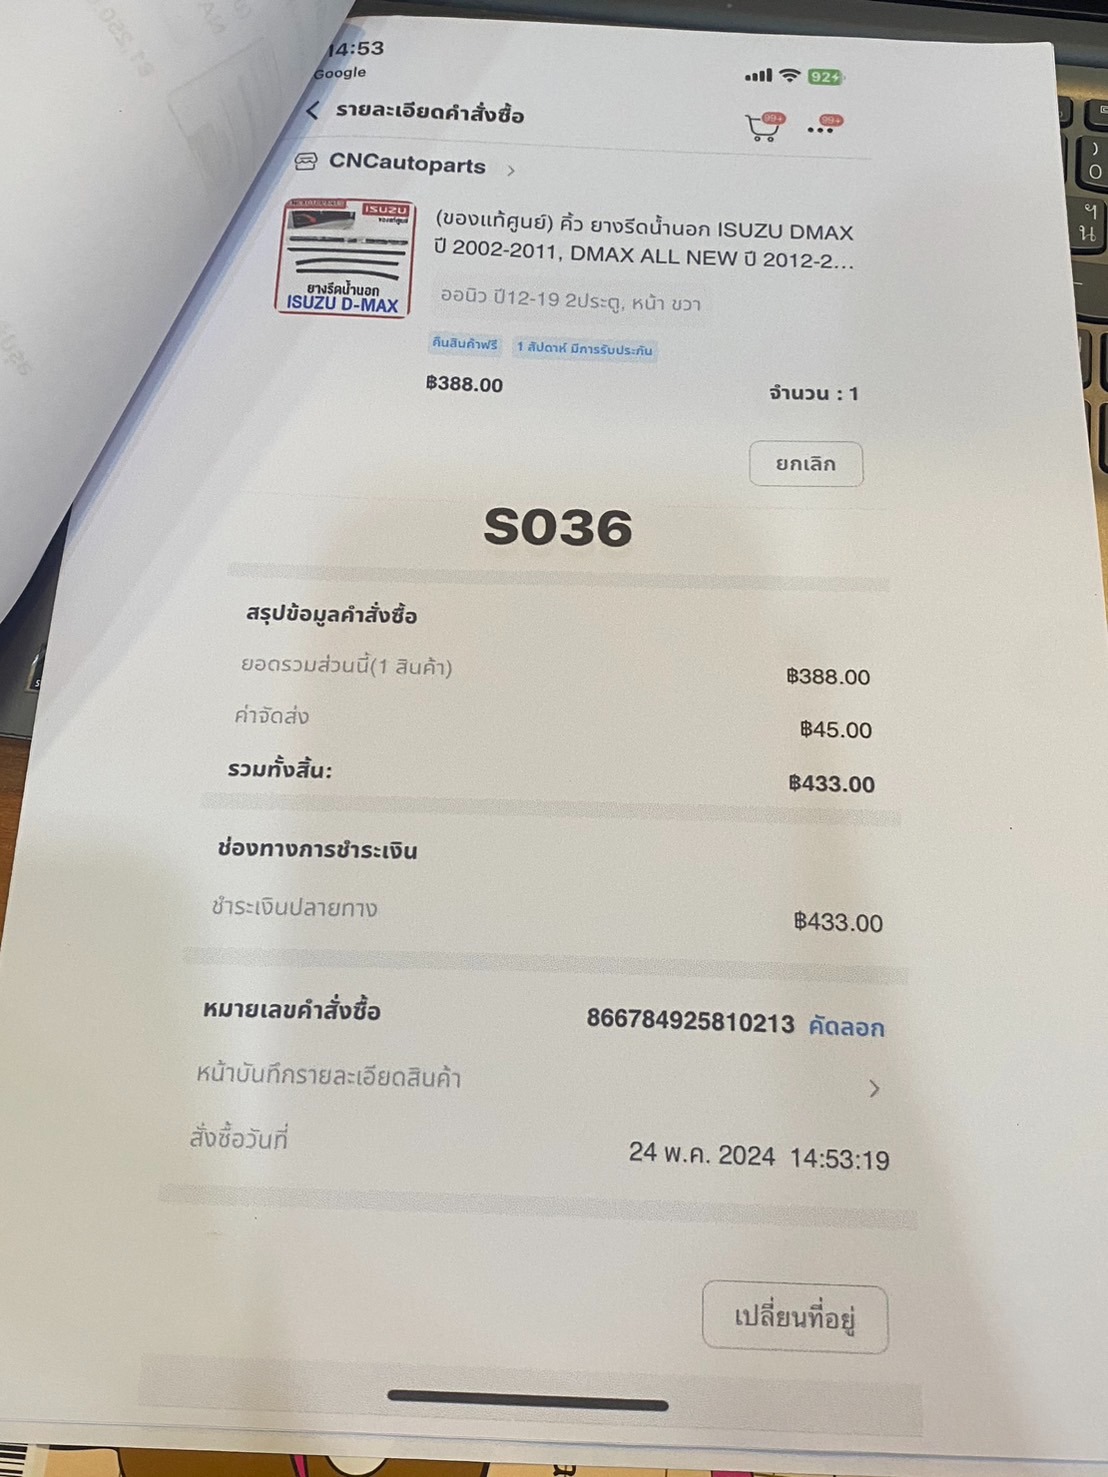 14:53
Google
92
รายละเอียดคำสั่งซื้อ
99+
99+
CNCautoparts
ISUZU
ยางรีดน้ำนอก
ISUZU D-MAX
(ของแท้ศูนย์) คิ้ว ยางรีดน้ำนอก ISUZU DMAX
ปี 2002-2011, DMAX ALL NEW ปี 2012-2...
ออนิว ปี12-19 2ประตู, หน้า ขวา
คืนสินค้าฟรี 1 สัปดาห์ มีการรับประกัน
฿388.00 จำนวน : 1
ยกเลิก
S036
สรุปข้อมูลคำสั่งซื้อ
ยอดรวมส่วนนี้(1 สินค้า) ฿388.00
ค่าจัดส่ง ฿45.00
รวมทั้งสิ้น: ฿433.00
ช่องทางการชำระเงิน
ชำระเงินปลายทาง ฿433.00
หมายเลขคำสั่งซื้อ 866784925810213 คัดลอก
หน้าบันทึกรายละเอียดสินค้า
สั่งซื้อวันที่ 24 พ.ค. 2024 14:53:19
เปลี่ยนที่อยู่